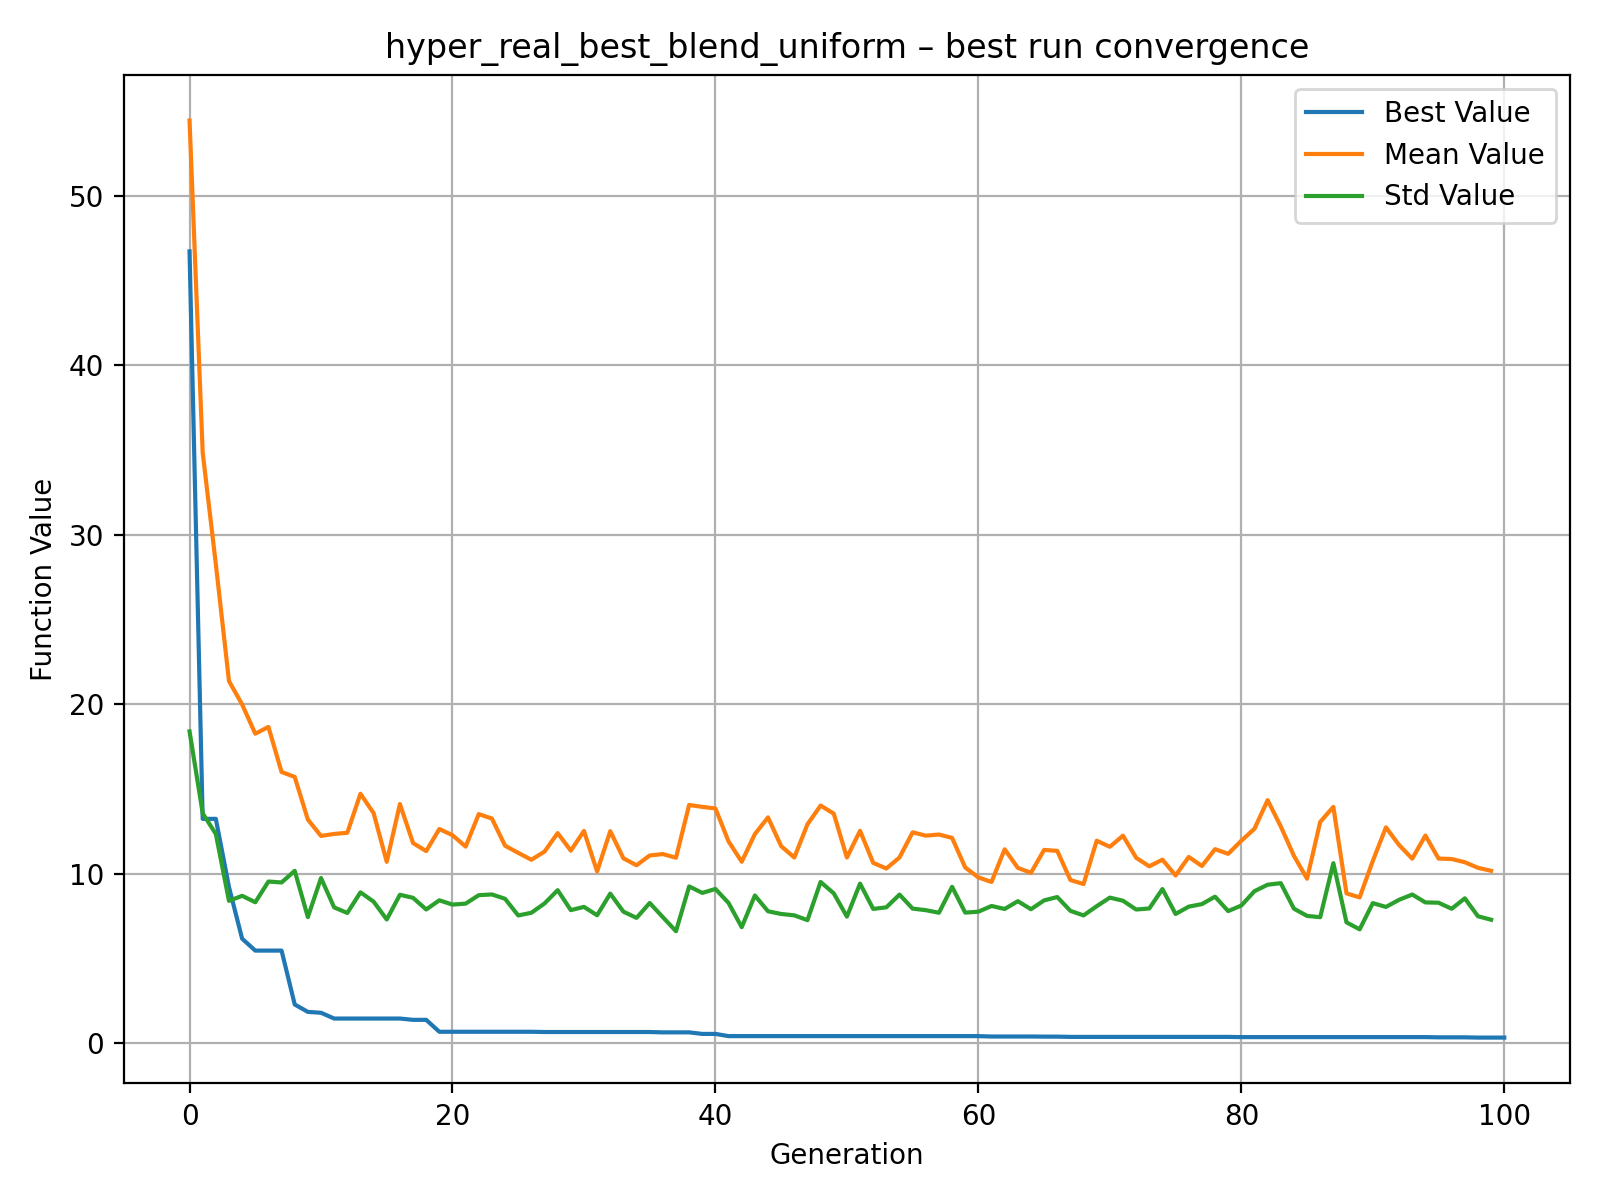 hyper_real_best_blend_uniform – best run convergence
Best Value
Mean Value
Std Value
Function Value
50
40
30
20
10
0
0 20 40 60 80 100
Generation